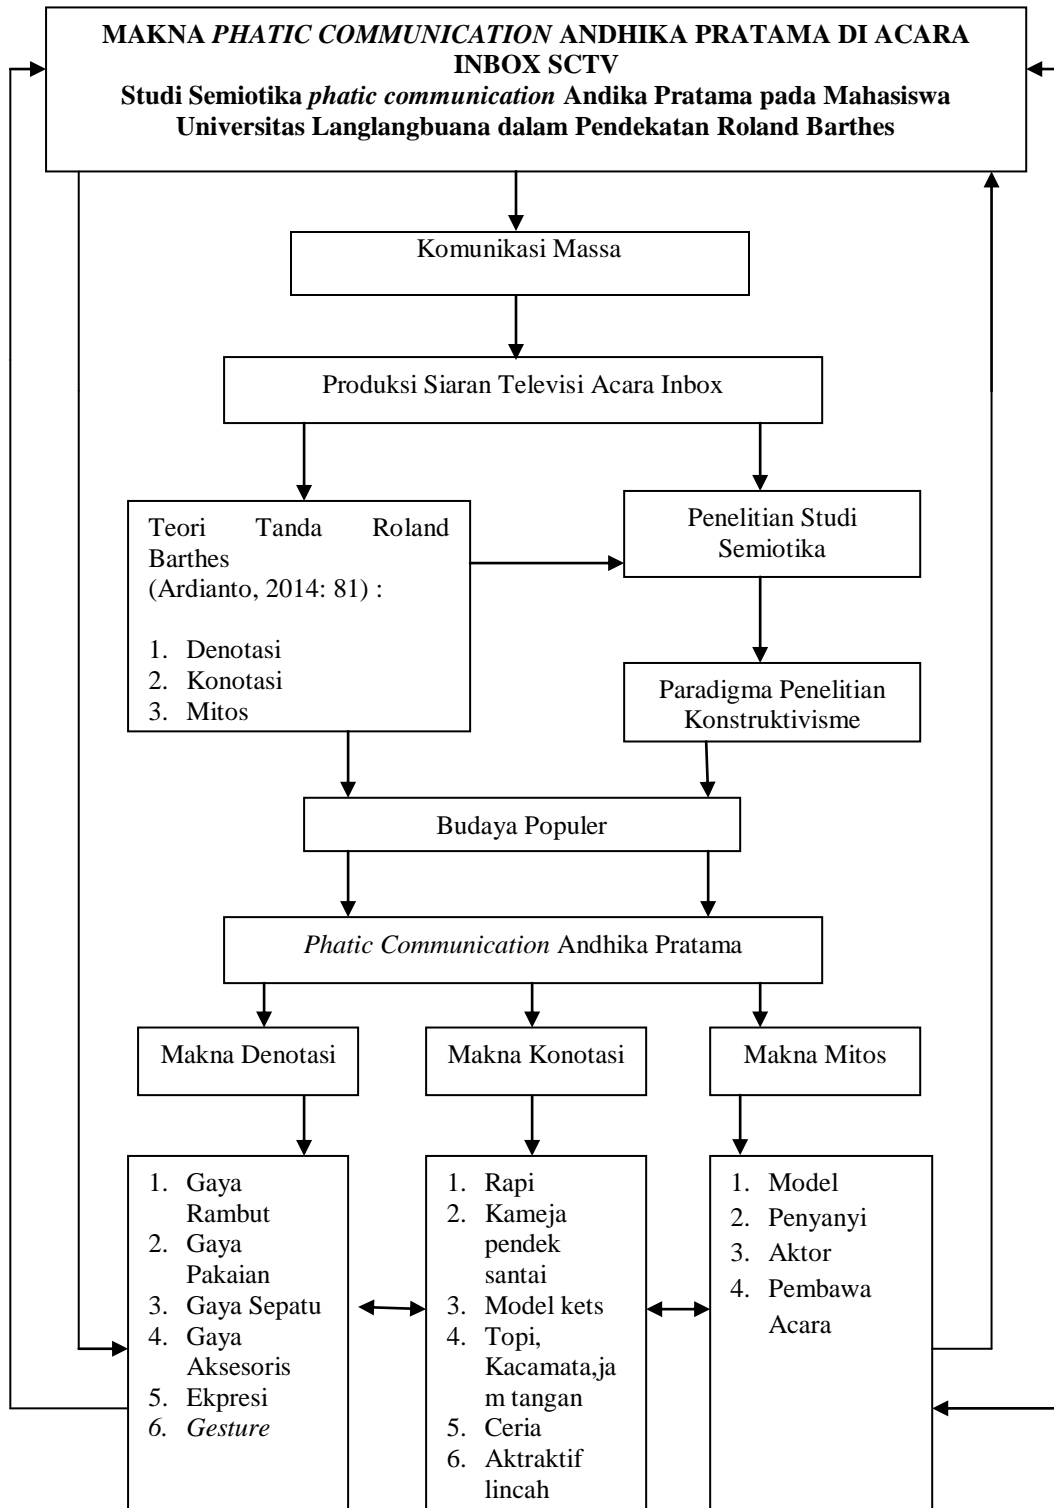 MAKNA PHATIC COMMUNICATION ANDHIKA PRATAMA DI ACARA
INBOX SCTV
Studi Semiotika phatic communication Andika Pratama pada Mahasiswa
Universitas Langlangbuana dalam Pendekatan Roland Barthes
Komunikasi Massa
Produksi Siaran Televisi Acara Inbox
Teori Tanda Roland
Barthes
(Ardianto, 2014: 81) :
1. Denotasi
2. Konotasi
3. Mitos
Penelitian Studi
Semiotika
Paradigma Penelitian
Konstruktivisme
Budaya Populer
Phatic Communication Andhika Pratama
Makna Denotasi
Makna Konotasi
Makna Mitos
1. Gaya
Rambut
2. Gaya
Pakaian
3. Gaya Sepatu
4. Gaya
Aksesoris
5. Ekpresi
6. Gesture
1. Rapi
2. Kameja
pendek
santai
3. Model kets
4. Topi,
Kacamata,ja
m tangan
5. Ceria
6. Aktraktif
lincah
1. Model
2. Penyanyi
3. Aktor
4. Pembawa
Acara